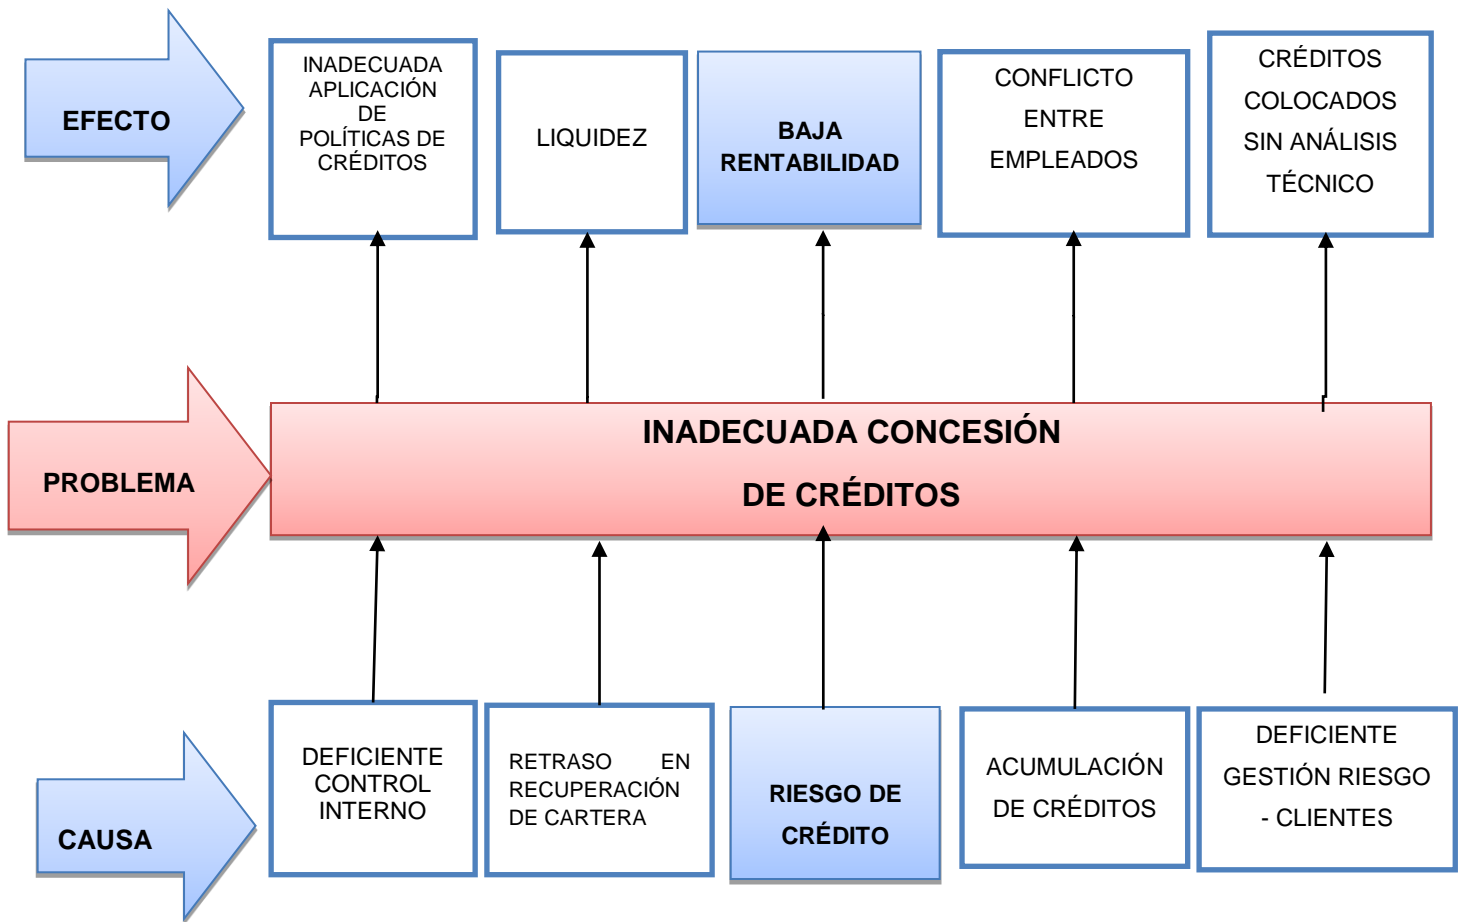 EFECTO
INADECUADA
APLICACIÓN
DE
POLÍTICAS DE
CRÉDITOS
LIQUIDEZ
BAJA
RENTABILIDAD
CONFLICTO
ENTRE
EMPLEADOS
CRÉDITOS
COLOCADOS
SIN ANÁLISIS
TÉCNICO
PROBLEMA
INADECUADA CONCESIÓN
DE CRÉDITOS
CAUSA
DEFICIENTE
CONTROL
INTERNO
RETRASO EN
RECUPERACIÓN
DE CARTERA
RIESGO DE
CRÉDITO
ACUMULACIÓN
DE CRÉDITOS
DEFICIENTE
GESTIÓN RIESGO
- CLIENTES